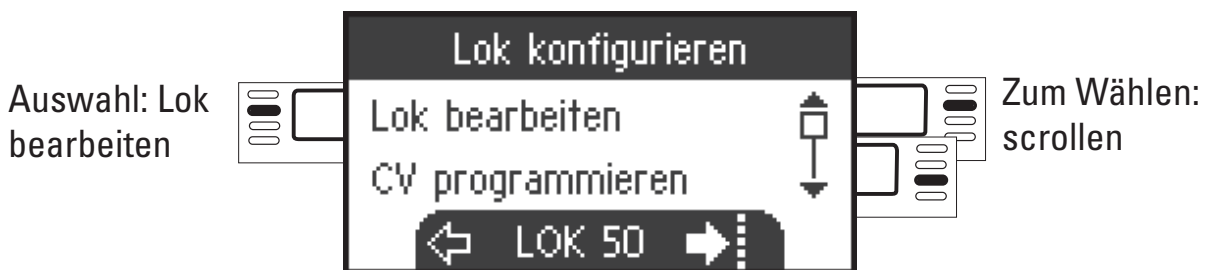 Lok konfigurieren
Auswahl: Lok
bearbeiten
Lok bearbeiten
CV programmieren
LOK 50
Zum Wählen:
scrollen